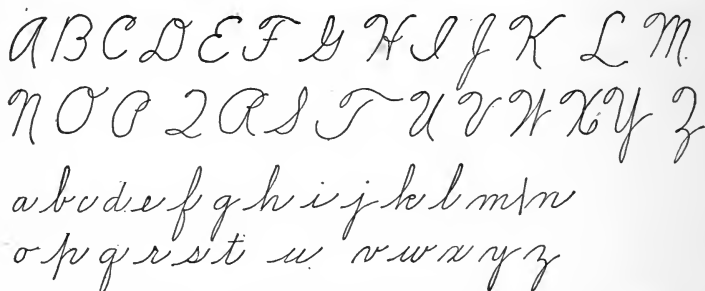 A B C D E F G H I J K L M
N O P Q R S T U V W X Y Z
a b c d e f g h i j k l m n
o p q r s t u v w x y z